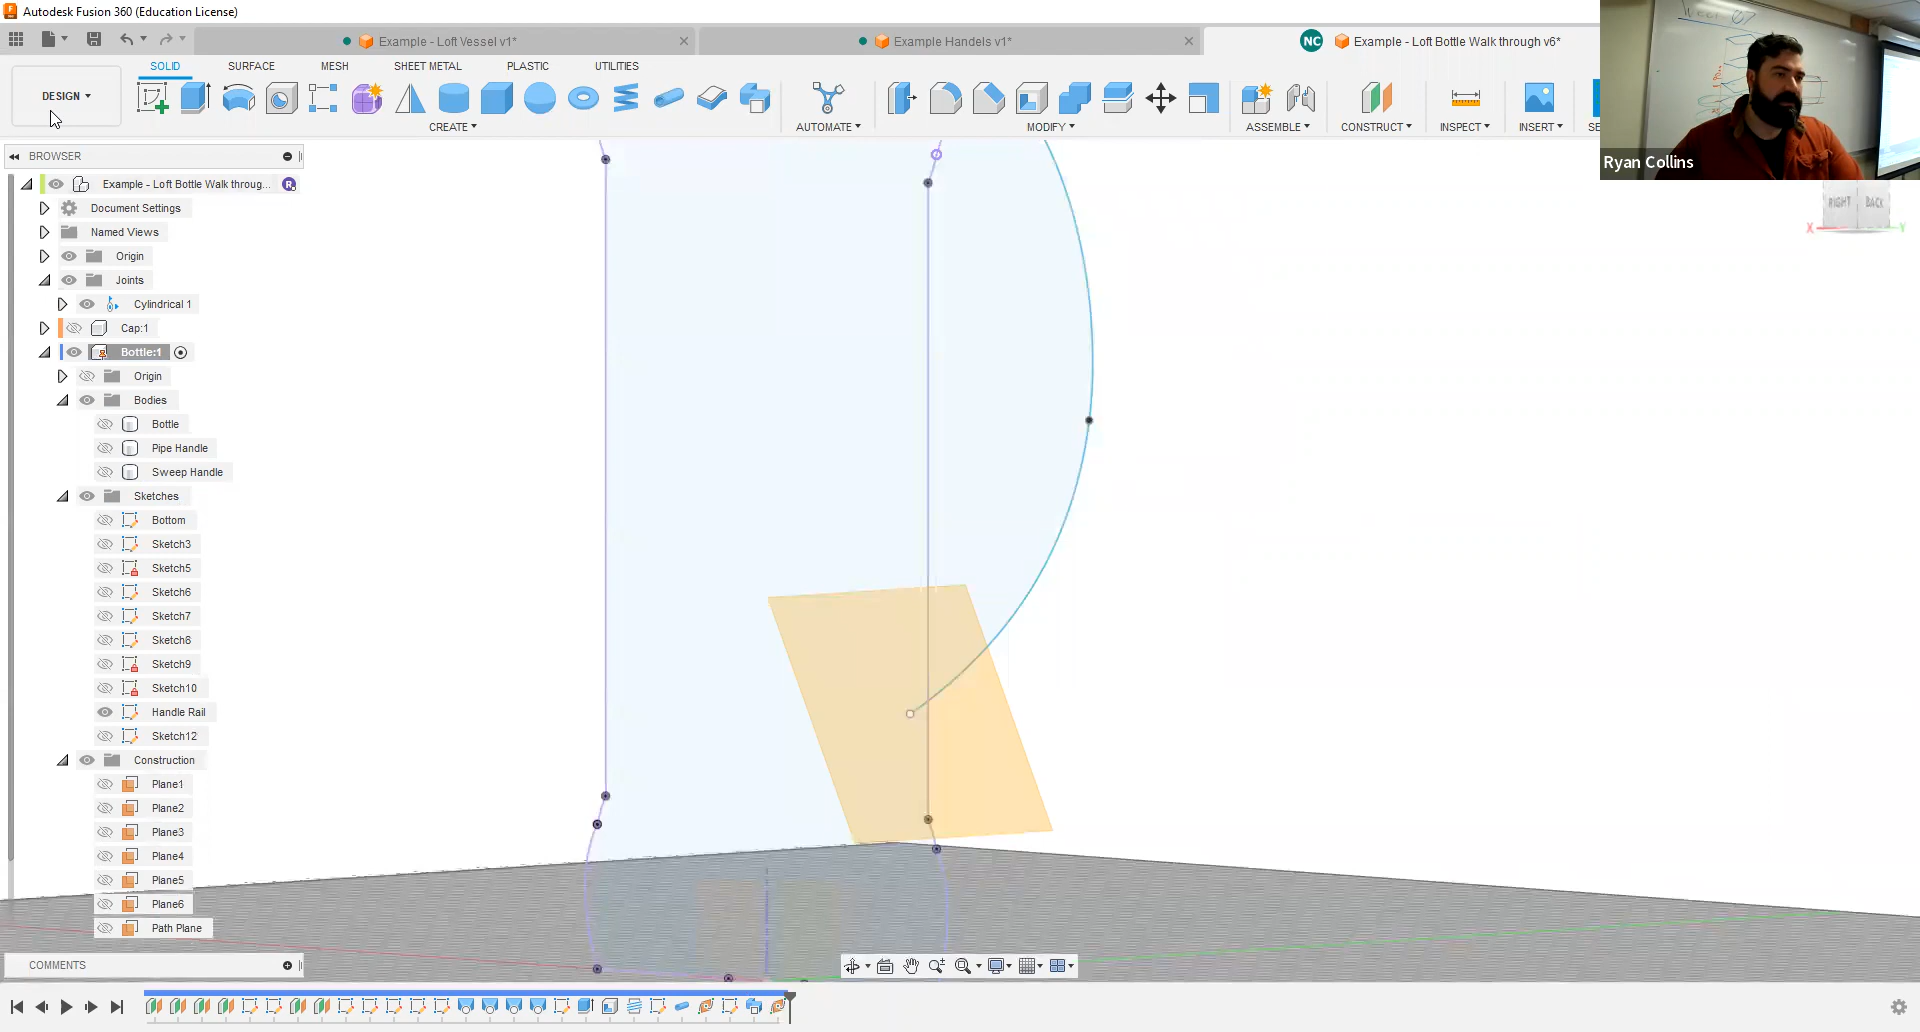 Autodesk Fusion 360 (Education License)
Example - Loft Vessel v1*
Example Handels v1*
NC
Example - Loft Bottle Walk through v6*
DESIGN
SOLID
SURFACE
MESH
SHEET METAL
PLASTIC
UTILITIES
CREATE
AUTOMATE
MODIFY
ASSEMBLE
CONSTRUCT
INSPECT
INSERT
SE
Ryan Collins
BROWSER
Example - Loft Bottle Walk throug...
R
Document Settings
Named Views
Origin
Joints
Cylindrical 1
Cap:1
Bottle:1
Origin
Bodies
Bottle
Pipe Handle
Sweep Handle
Sketches
Bottom
Sketch3
Sketch5
Sketch6
Sketch7
Sketch8
Sketch9
Sketch10
Handle Rail
Sketch12
Construction
Plane1
Plane2
Plane3
Plane4
Plane5
Plane6
Path Plane
RIGHT
BACK
X
Y
COMMENTS